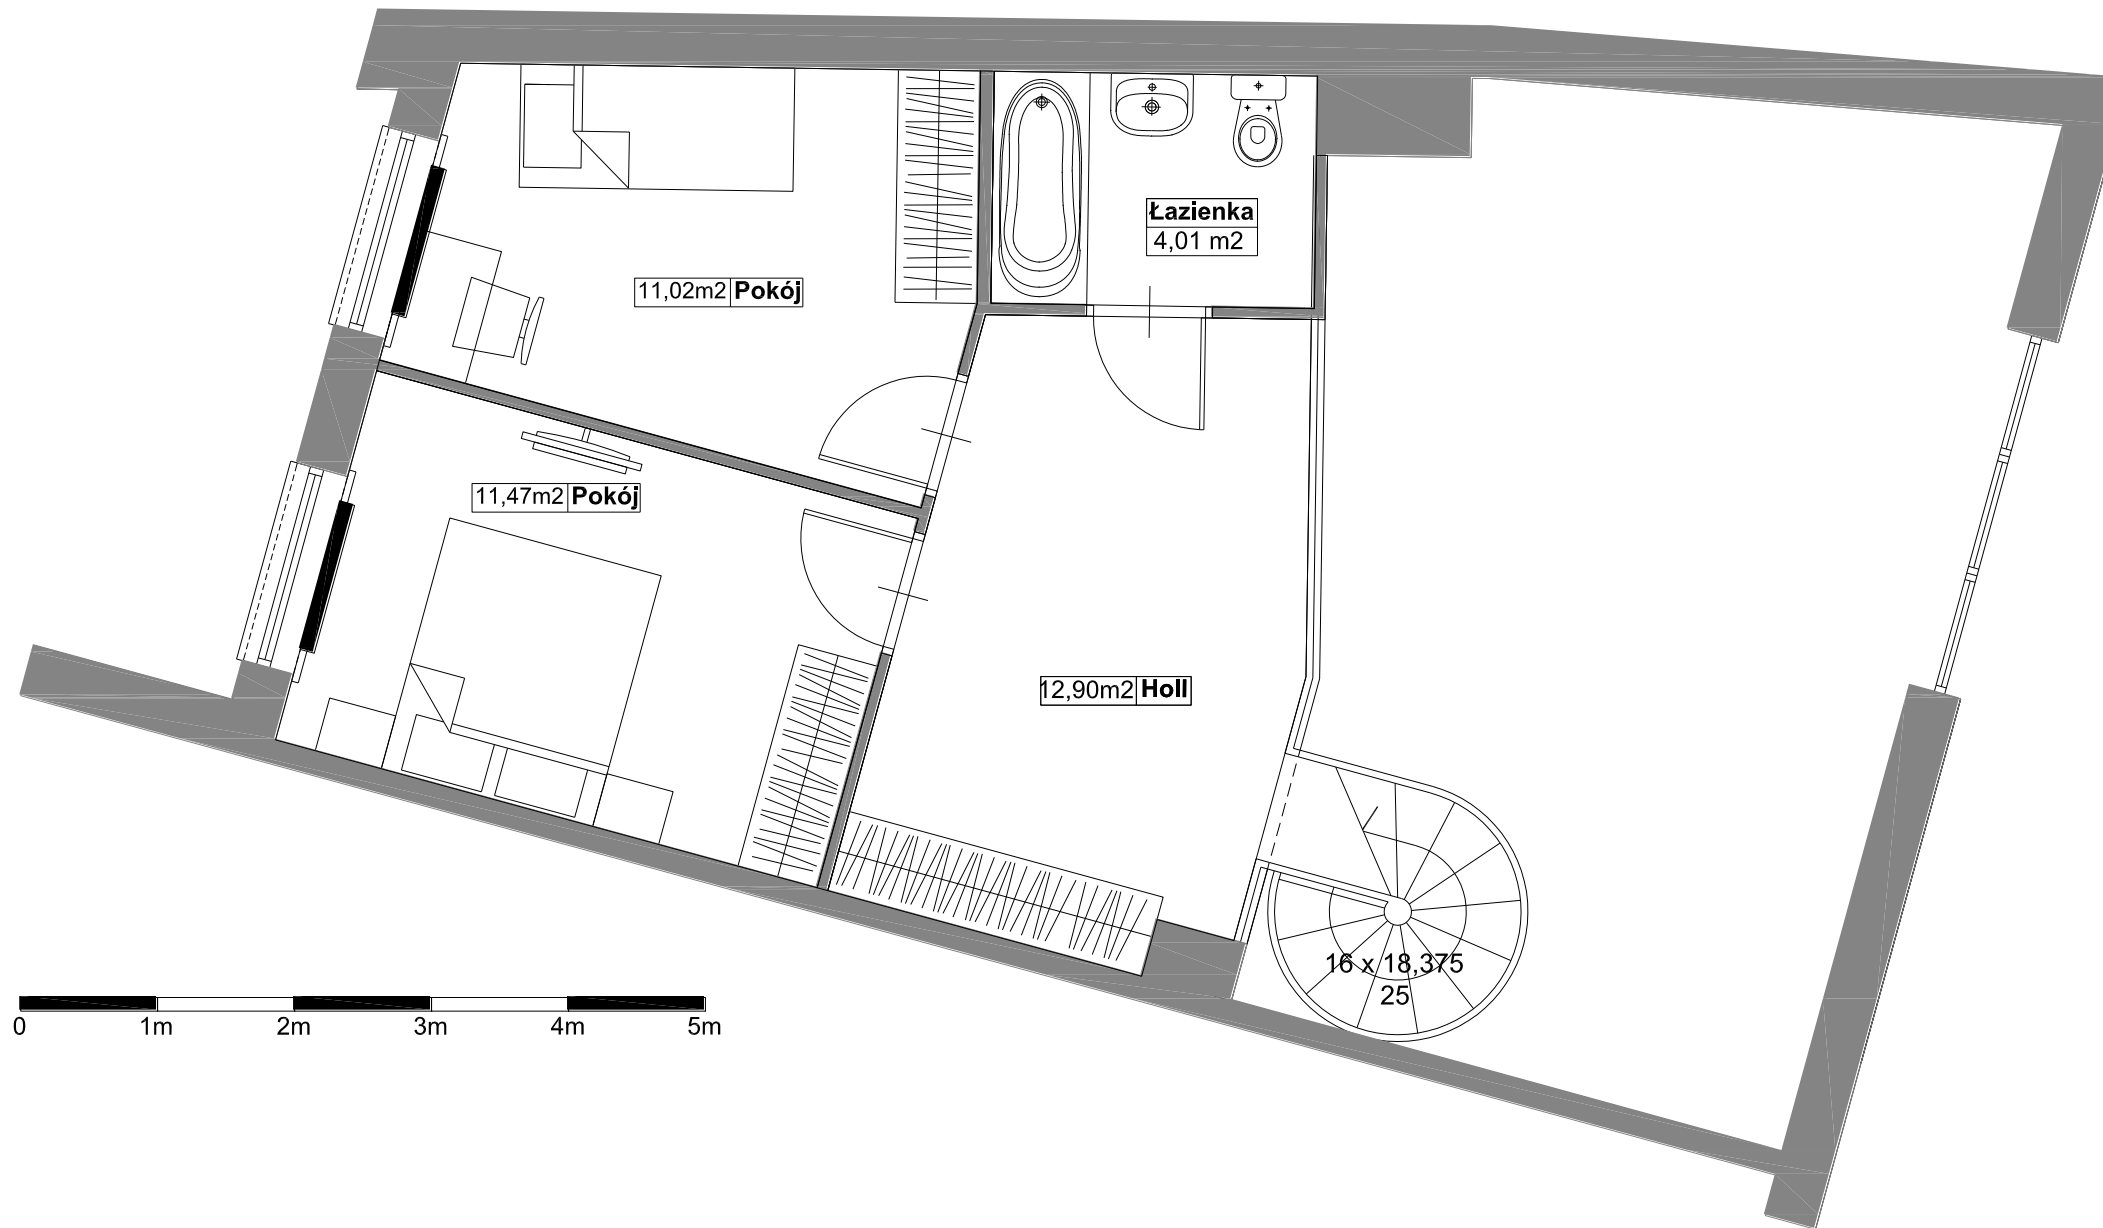 Łazienka
4,01 m2
11,02m2 Pokój
11,47m2 Pokój
12,90m2 Holl
16 x 18,375
25
0 1m 2m 3m 4m 5m